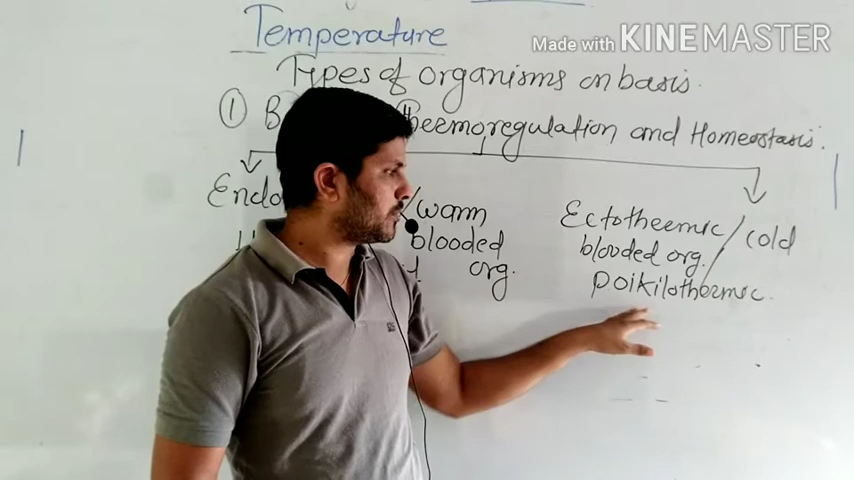 Temperature
Made with KINEMASTER
Types of organisms on basis.
① B Thermoregulation and Homeostasis.
Endo /warm Ectothermic/cold
blooded blooded org.
org. poikilothermic.